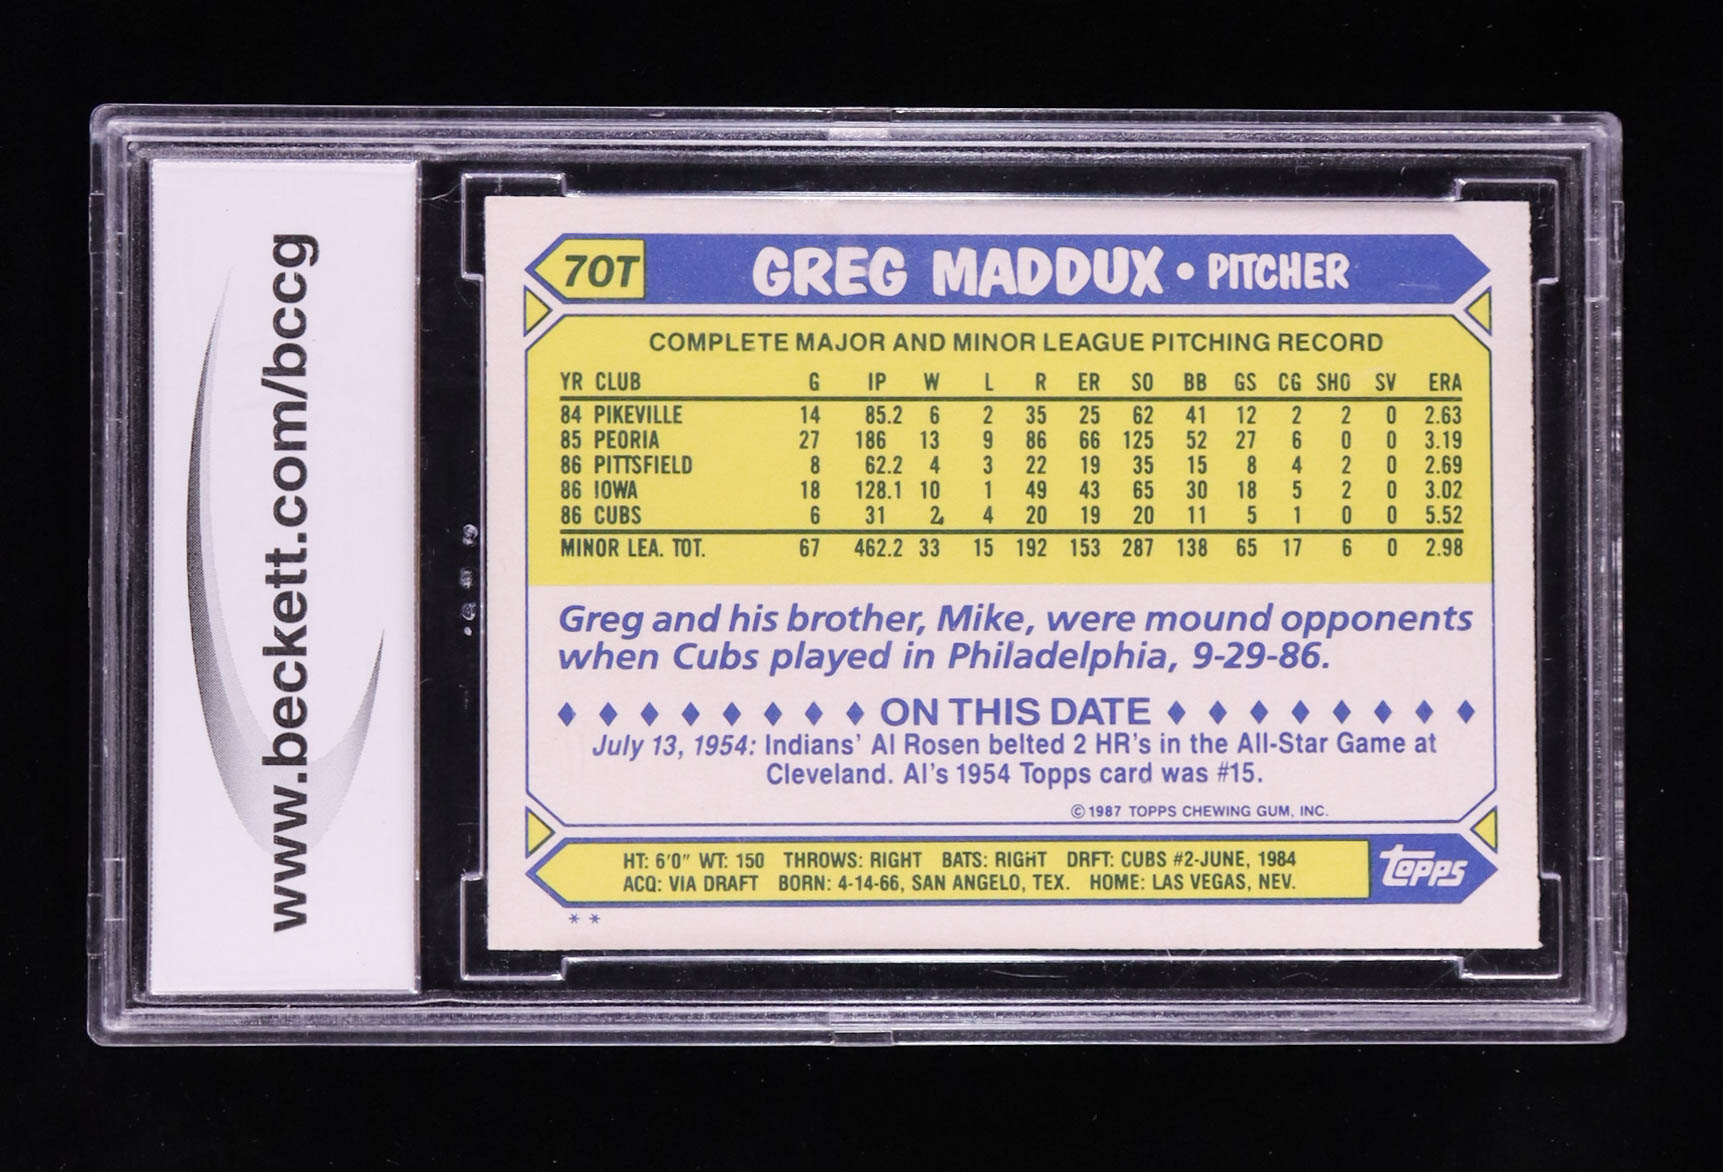 www.beckett.com/bccg
70T
GREG MADDUX • PITCHER
COMPLETE MAJOR AND MINOR LEAGUE PITCHING RECORD
YR CLUB G IP W L R ER SO BB GS CG SHO SV ERA
84 PIKEVILLE 14 85.2 6 2 35 25 62 41 12 2 2 0 2.63
85 PEORIA 27 186 13 9 86 66 125 52 27 6 0 0 3.19
86 PITTSFIELD 8 62.2 4 3 22 19 35 15 8 4 2 0 2.69
86 IOWA 18 128.1 10 1 49 43 65 30 18 5 2 0 3.02
86 CUBS 6 31 2 4 20 19 20 11 5 1 0 0 5.52
MINOR LEA. TOT. 67 462.2 33 15 192 153 287 138 65 17 6 0 2.98
Greg and his brother, Mike, were mound opponents
when Cubs played in Philadelphia, 9-29-86.
ON THIS DATE
July 13, 1954: Indians' Al Rosen belted 2 HR's in the All-Star Game at
Cleveland. Al's 1954 Topps card was #15.
© 1987 TOPPS CHEWING GUM, INC.
HT: 6'0" WT: 150 THROWS: RIGHT BATS: RIGHT DRFT: CUBS #2-JUNE, 1984
ACQ: VIA DRAFT BORN: 4-14-66, SAN ANGELO, TEX. HOME: LAS VEGAS, NEV.
topps
* *